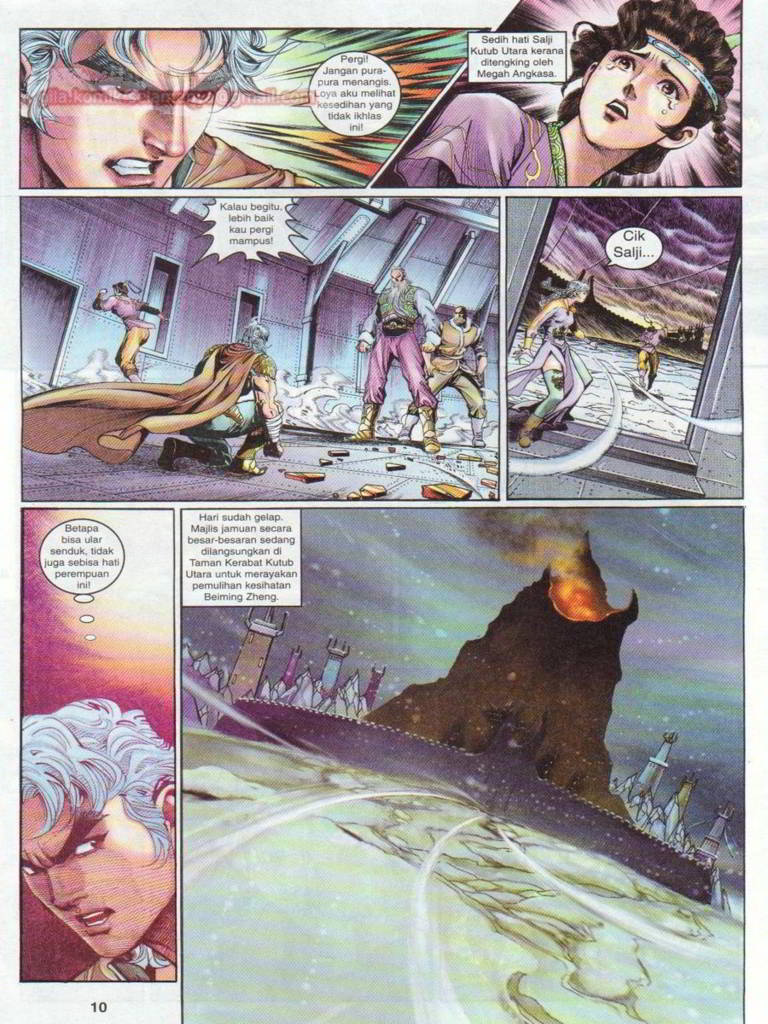 Pergi!
Jangan pura-
pura menangis.
Loya aku melihat
kesedihan yang
tidak ikhlas
ini!
Sedih hati Salji
Kutub Utara kerana
ditengking oleh
Megah Angkasa.
Kalau begitu,
lebih baik
kau pergi
mampus!
Cik
Salji...
Betapa
bisa ular
senduk, tidak
juga sebisa hati
perempuan
ini!
Hari sudah gelap.
Majlis jamuan secara
besar-besaran sedang
dilangsungkan di
Taman Kerabat Kutub
Utara untuk merayakan
pemulihan kesihatan
Beiming Zheng.
10